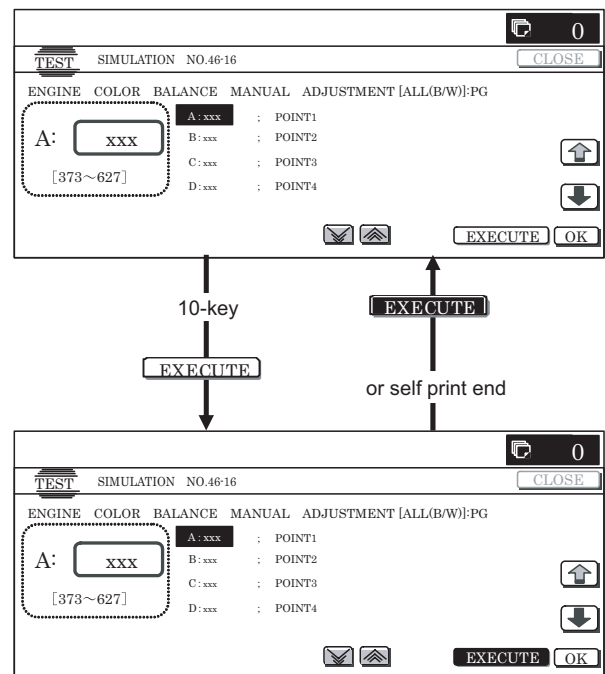 0
TEST SIMULATION NO.46-16 CLOSE
ENGINE COLOR BALANCE MANUAL ADJUSTMENT [ALL(B/W)]:PG
A: xxx
[373～627]
A : xxx ; POINT1
B : xxx ; POINT2
C : xxx ; POINT3
D : xxx ; POINT4
EXECUTE OK
10-key
EXECUTE
EXECUTE
or self print end
0
TEST SIMULATION NO.46-16 CLOSE
ENGINE COLOR BALANCE MANUAL ADJUSTMENT [ALL(B/W)]:PG
A: xxx
[373～627]
A : xxx ; POINT1
B : xxx ; POINT2
C : xxx ; POINT3
D : xxx ; POINT4
EXECUTE OK